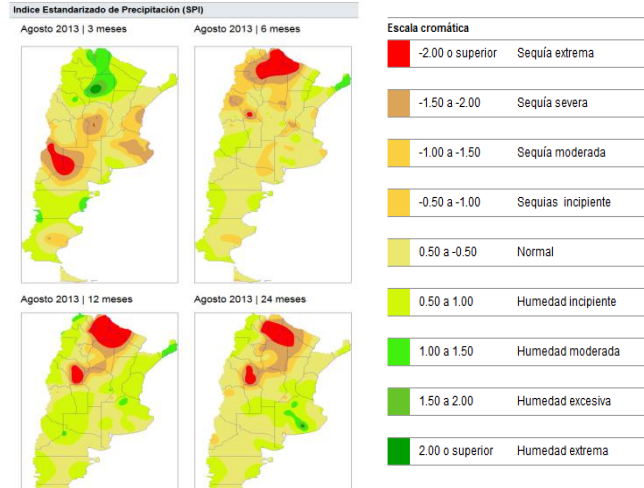 Indice Estandarizado de Precipitación (SPI)
Agosto 2013 | 3 meses
Agosto 2013 | 6 meses
Agosto 2013 | 12 meses
Agosto 2013 | 24 meses
Escala cromática
-2.00 o superior Sequía extrema
-1.50 a -2.00 Sequía severa
-1.00 a -1.50 Sequía moderada
-0.50 a -1.00 Sequias incipiente
0.50 a -0.50 Normal
0.50 a 1.00 Humedad incipiente
1.00 a 1.50 Humedad moderada
1.50 a 2.00 Humedad excesiva
2.00 o superior Humedad extrema